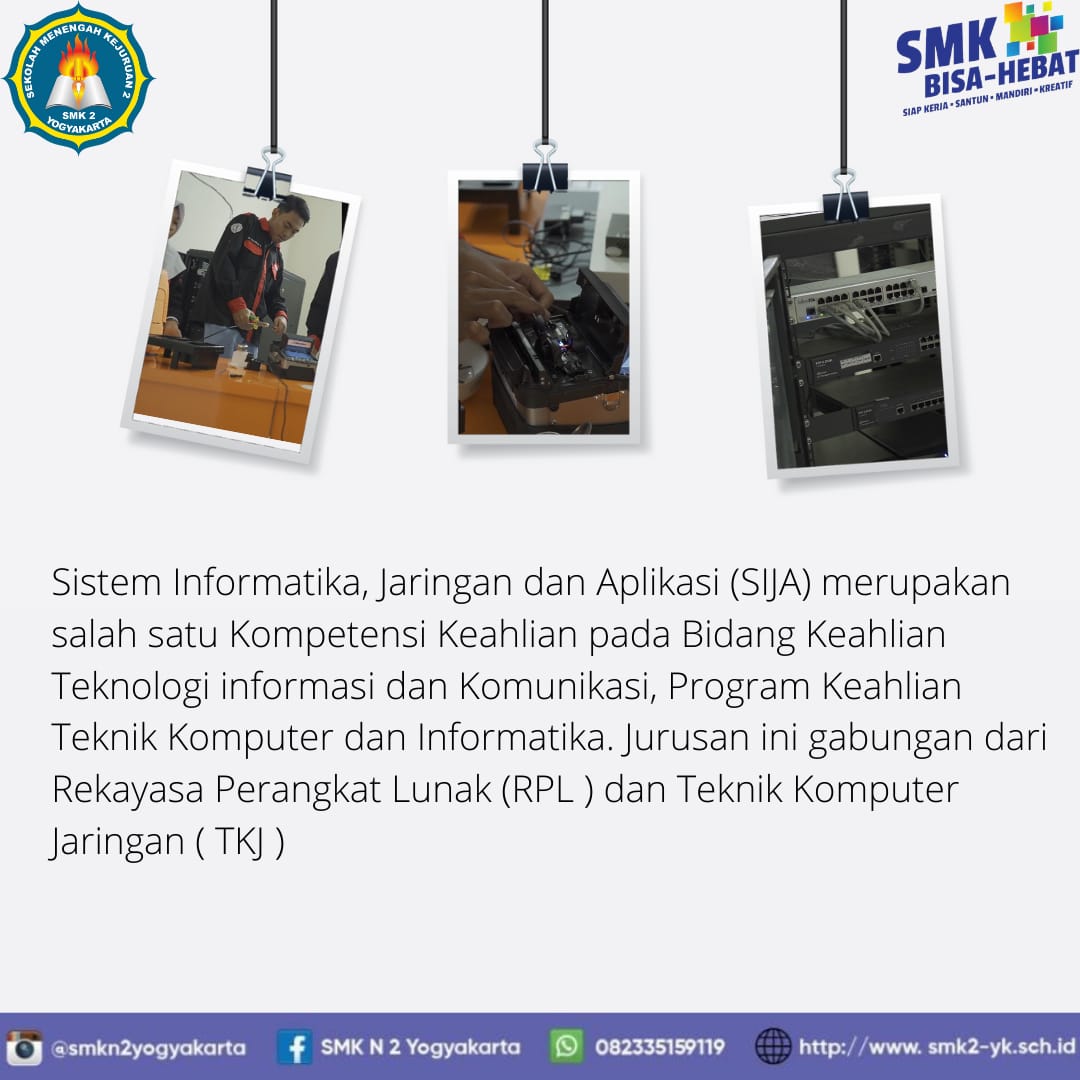 SEKOLAH MENENGAH KEJURUAN 2
SMK 2
YOGYAKARTA
SMK
BISA-HEBAT
SIAP KERJA • SANTUN • MANDIRI • KREATIF
Sistem Informatika, Jaringan dan Aplikasi (SIJA) merupakan
salah satu Kompetensi Keahlian pada Bidang Keahlian
Teknologi informasi dan Komunikasi, Program Keahlian
Teknik Komputer dan Informatika. Jurusan ini gabungan dari
Rekayasa Perangkat Lunak (RPL ) dan Teknik Komputer
Jaringan ( TKJ )
@smkn2yogyakarta
SMK N 2 Yogyakarta
082335159119
http://www. smk2-yk.sch.id